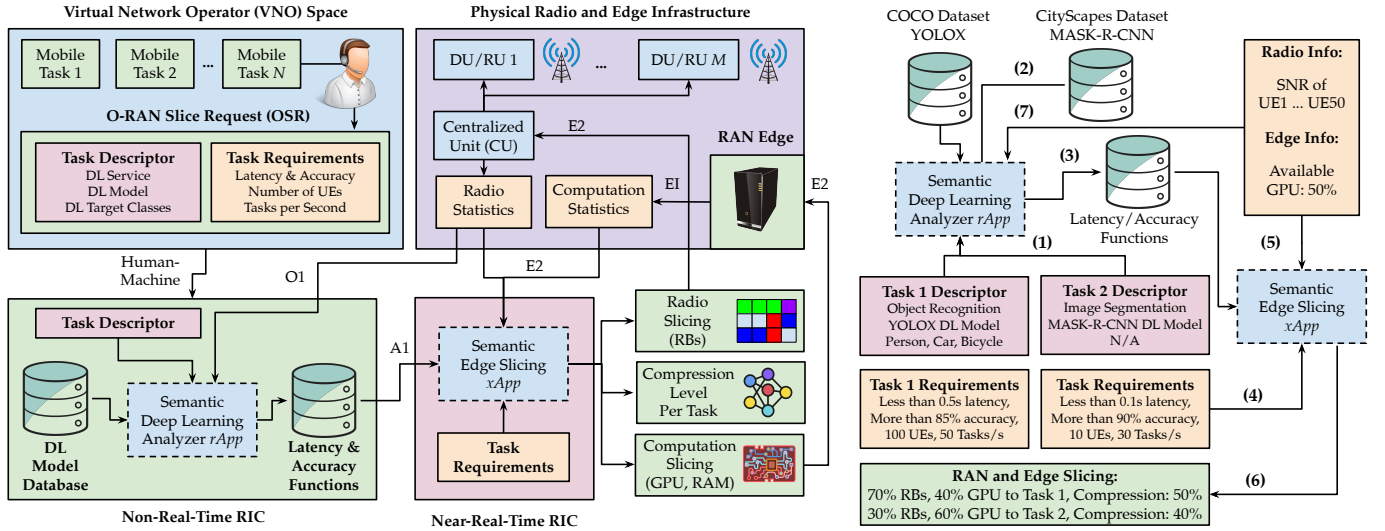 Virtual Network Operator (VNO) Space
Mobile
Task 1
Mobile
Task 2
...
Mobile
Task N
O-RAN Slice Request (OSR)
Task Descriptor
DL Service
DL Model
DL Target Classes
Task Requirements
Latency & Accuracy
Number of UEs
Tasks per Second
Human-
Machine
O1
Task Descriptor
DL
Model
Database
Semantic
Deep Learning
Analyzer rApp
Latency &
Accuracy
Functions
Non-Real-Time RIC
Physical Radio and Edge Infrastructure
DU/RU 1
...
DU/RU M
Centralized
Unit (CU)
E2
RAN Edge
Radio
Statistics
Computation
Statistics
EI
E2
E2
A1
Semantic
Edge Slicing
xApp
Task
Requirements
Near-Real-Time RIC
Radio
Slicing
(RBs)
Compression
Level
Per Task
Computation
Slicing
(GPU, RAM)
COCO Dataset
YOLOX
CityScapes Dataset
MASK-R-CNN
(2)
(7)
(3)
Radio Info:
SNR of
UE1 ... UE50
Edge Info:
Available
GPU: 50%
Semantic
Deep Learning
Analyzer rApp
Latency/Accuracy
Functions
(1)
(5)
Task 1 Descriptor
Object Recognition
YOLOX DL Model
Person, Car, Bicycle
Task 2 Descriptor
Image Segmentation
MASK-R-CNN DL Model
N/A
Semantic
Edge Slicing
xApp
Task 1 Requirements
Less than 0.5s latency,
More than 85% accuracy,
100 UEs, 50 Tasks/s
Task Requirements
Less than 0.1s latency,
More than 90% accuracy,
10 UEs, 30 Tasks/s
(4)
RAN and Edge Slicing:
70% RBs, 40% GPU to Task 1, Compression: 50%
30% RBs, 60% GPU to Task 2, Compression: 40%
(6)